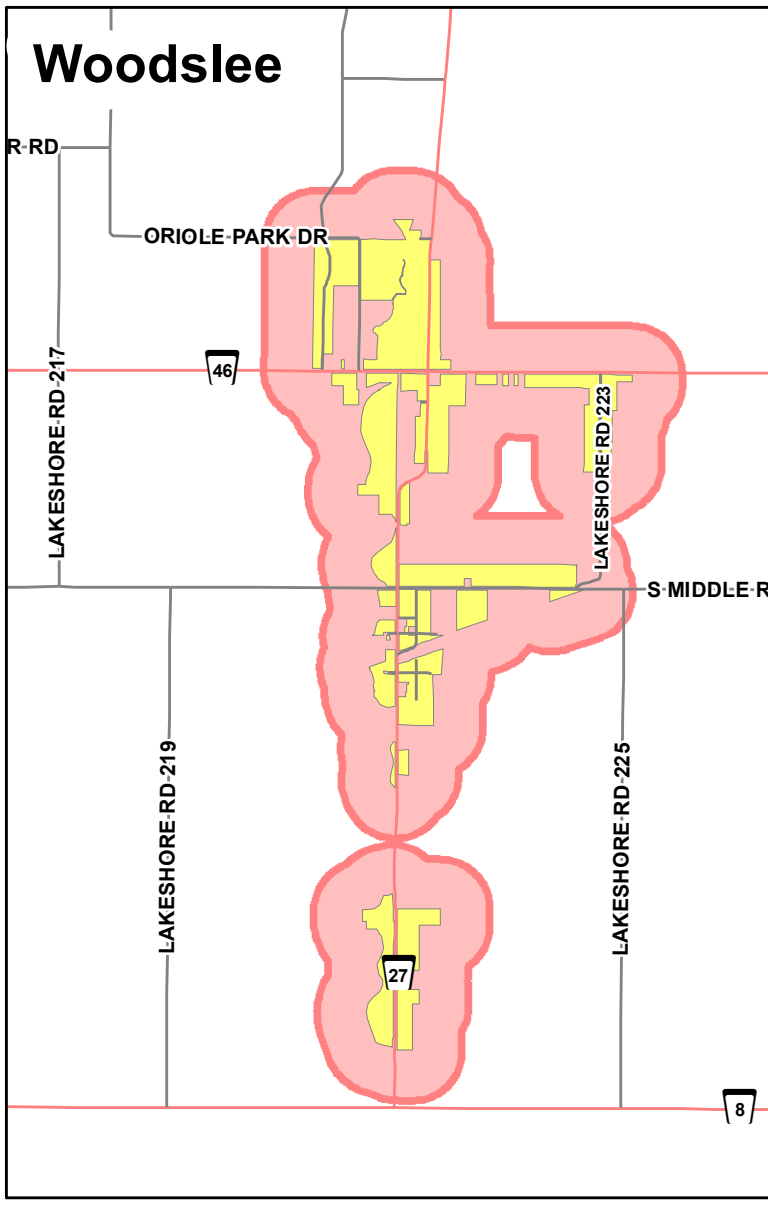 Woodslee
R RD
ORIOLE PARK DR
46
LAKESHORE RD 217
LAKESHORE RD 223
S MIDDLE R
LAKESHORE RD 219
LAKESHORE RD 225
27
8